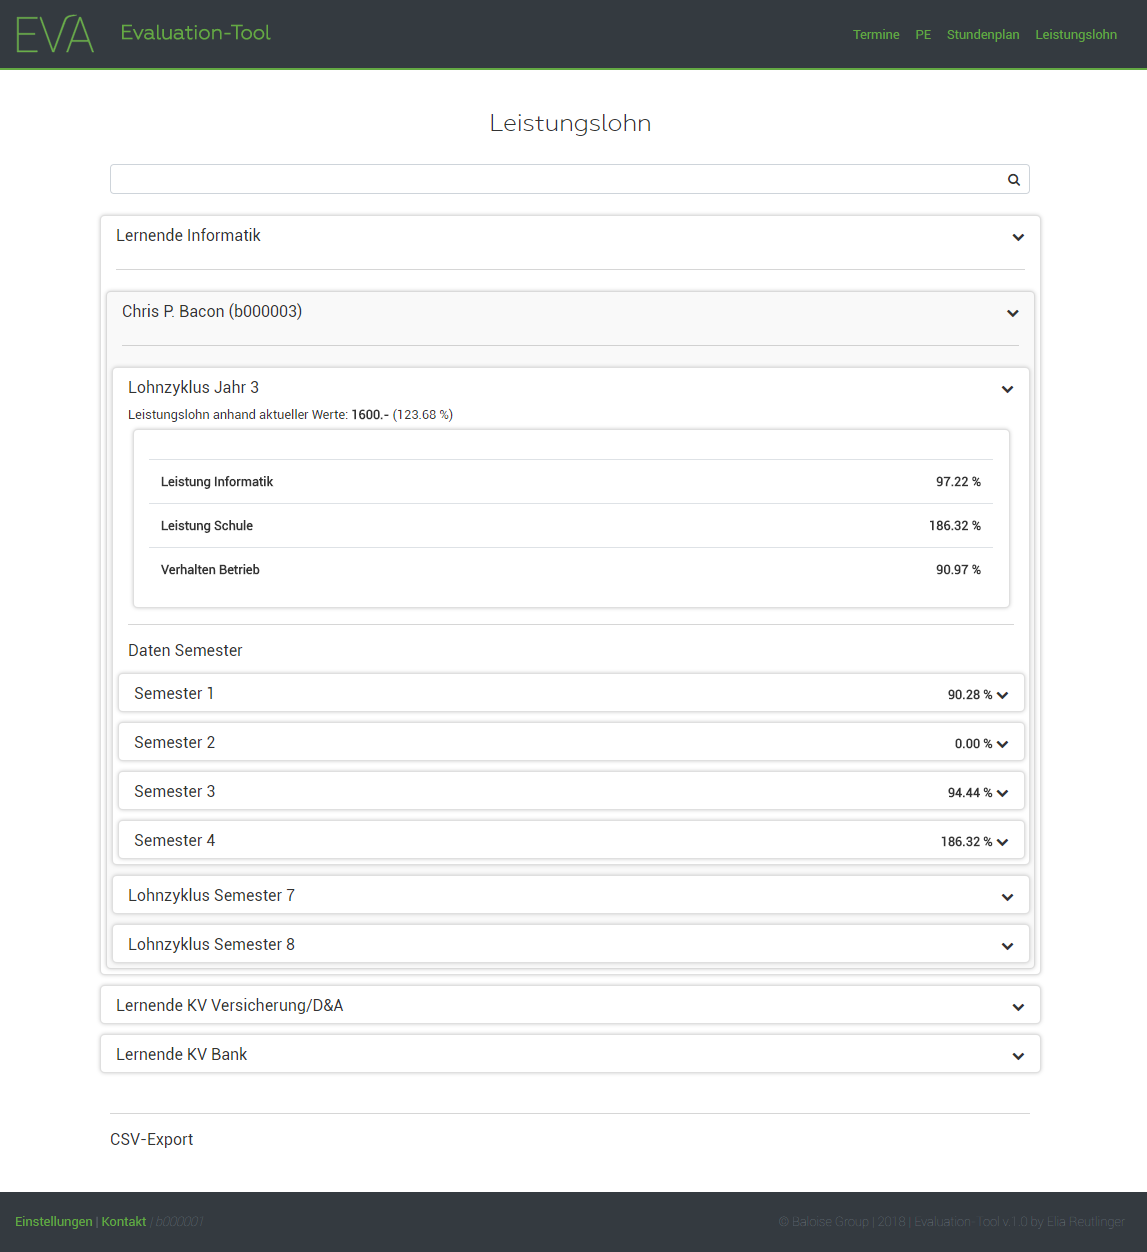 EVA Evaluation-Tool Termine PE Stundenplan Leistungslohn
Leistungslohn
Lernende Informatik
Chris P. Bacon (b000003)
Lohnzyklus Jahr 3
Leistungslohn anhand aktueller Werte: 1600.- (123.68 %)
Leistung Informatik 97.22 %
Leistung Schule 186.32 %
Verhalten Betrieb 90.97 %
Daten Semester
Semester 1 90.28 %
Semester 2 0.00 %
Semester 3 94.44 %
Semester 4 186.32 %
Lohnzyklus Semester 7
Lohnzyklus Semester 8
Lernende KV Versicherung/D&A
Lernende KV Bank
CSV-Export
Einstellungen | Kontakt / b000001 © Baloise Group | 2018 | Evaluation-Tool v.1.0 by Elia Reutlinger